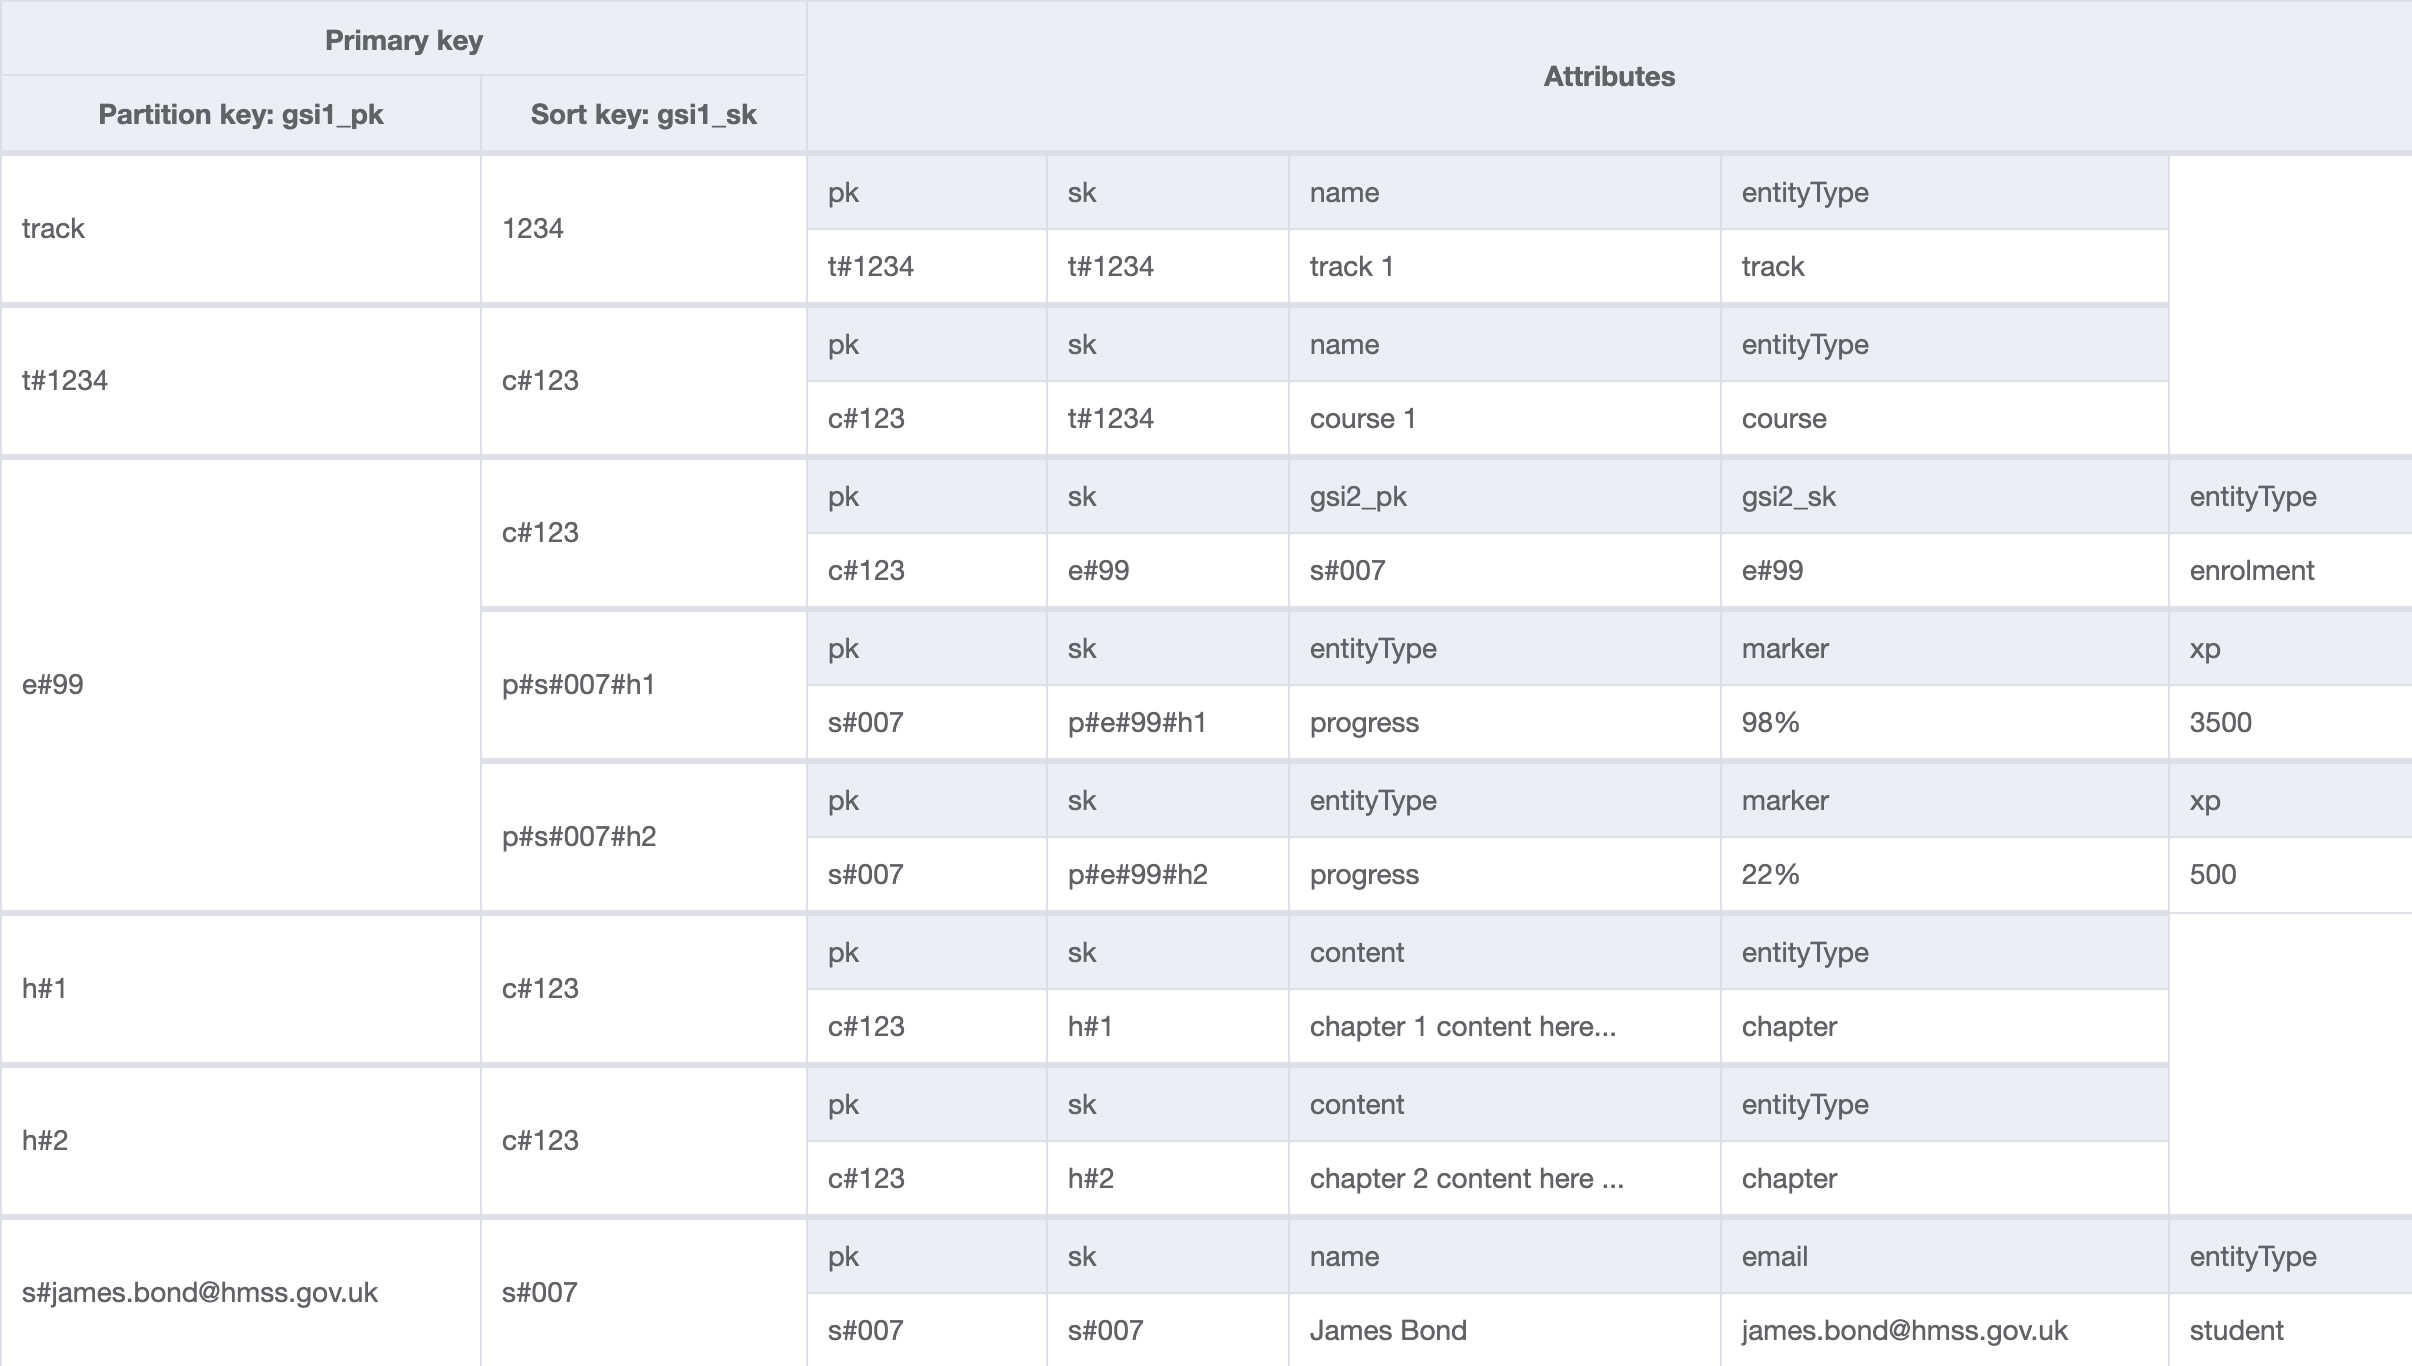 Primary key
Attributes
Partition key: gsi1_pk Sort key: gsi1_sk
pk sk name entityType
track 1234
t#1234 t#1234 track 1 track
pk sk name entityType
t#1234 c#123
c#123 t#1234 course 1 course
pk sk gsi2_pk gsi2_sk entityType
c#123
c#123 e#99 s#007 e#99 enrolment
pk sk entityType marker xp
e#99 p#s#007#h1
s#007 p#e#99#h1 progress 98% 3500
pk sk entityType marker xp
p#s#007#h2
s#007 p#e#99#h2 progress 22% 500
pk sk content entityType
h#1 c#123
c#123 h#1 chapter 1 content here... chapter
pk sk content entityType
h#2 c#123
c#123 h#2 chapter 2 content here ... chapter
pk sk name email entityType
s#james.bond@hmss.gov.uk s#007
s#007 s#007 James Bond james.bond@hmss.gov.uk student